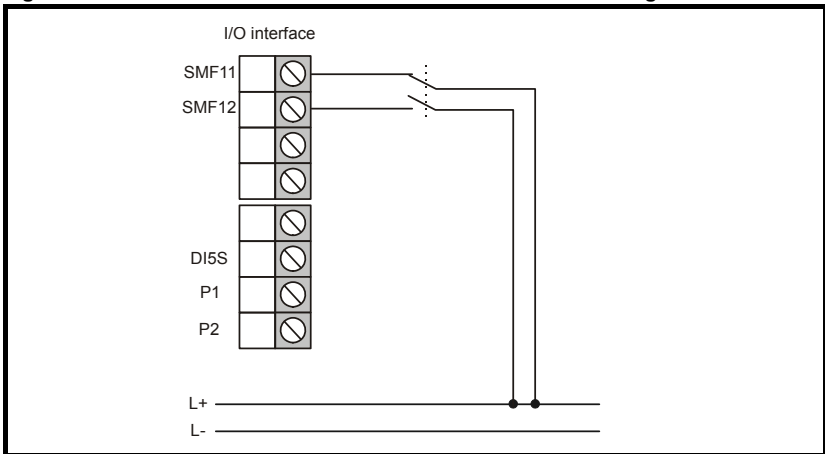 I/O interface
SMF11
SMF12
DI5S
P1
P2
L+
L-